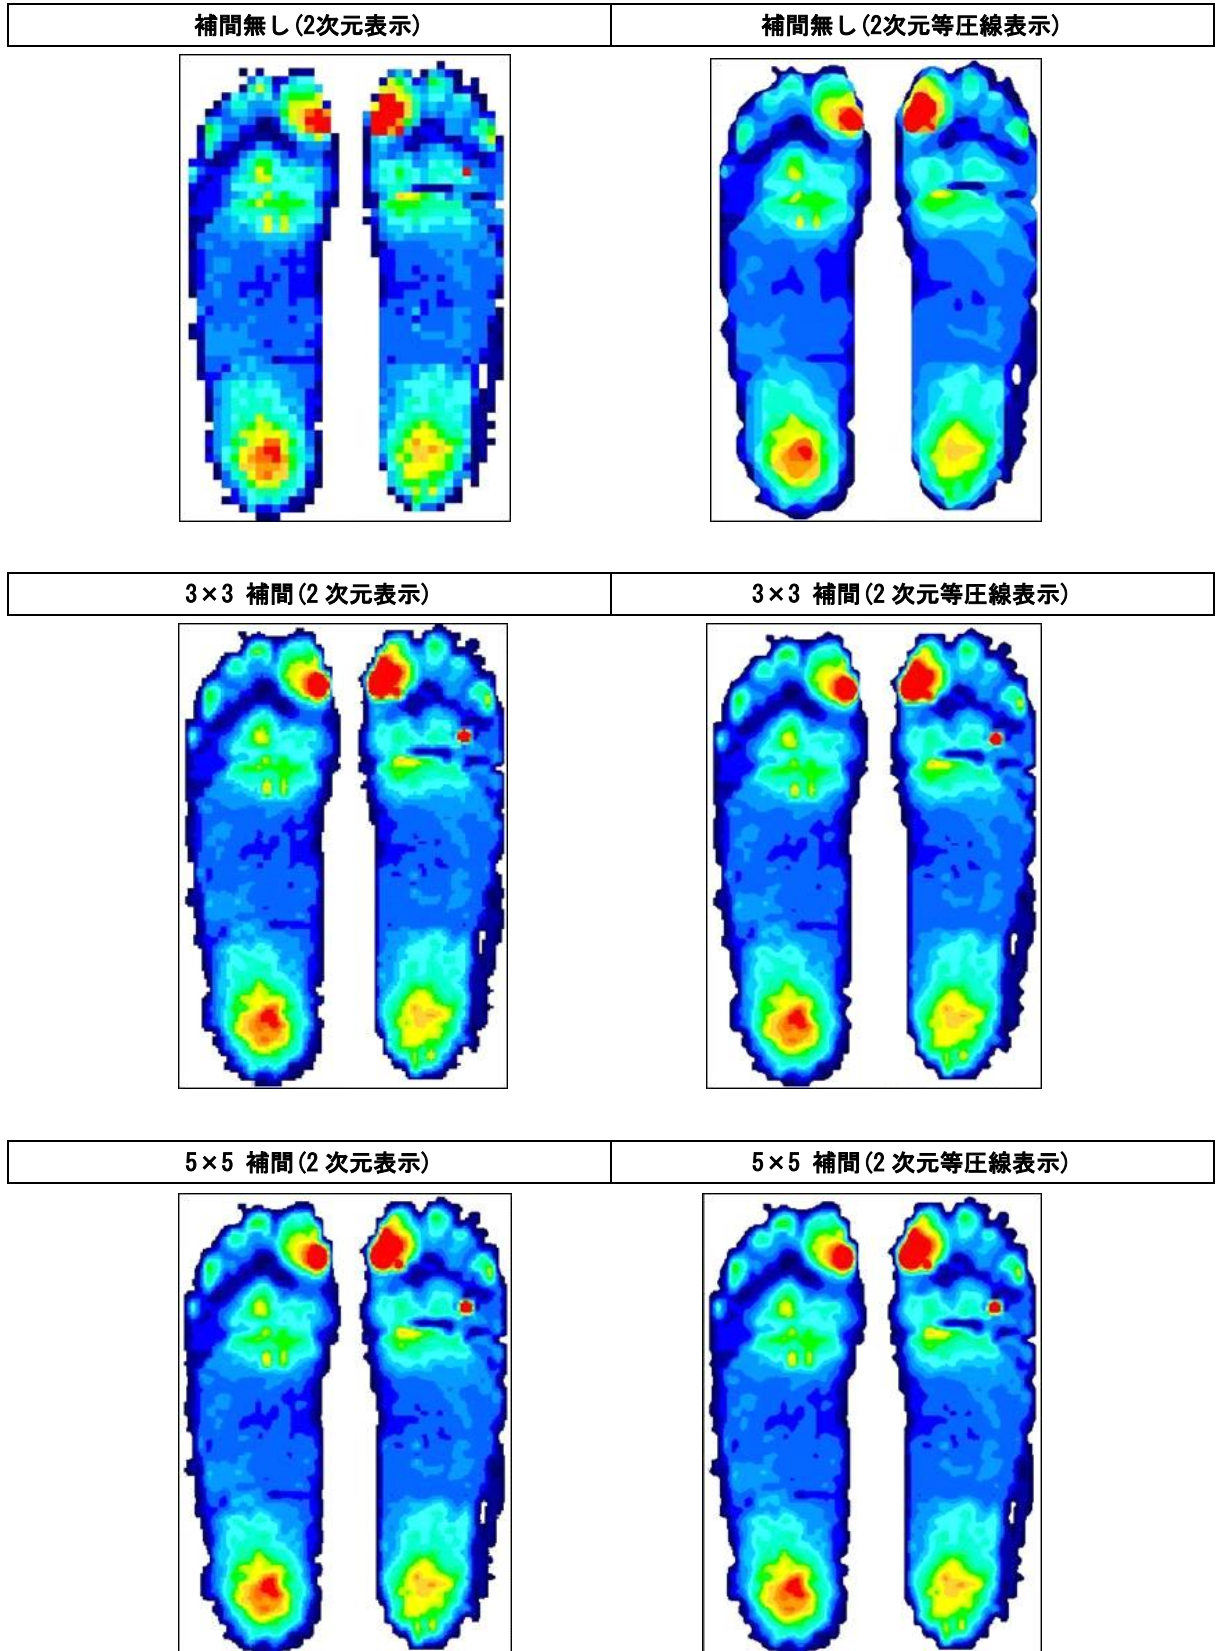 補間無し(2次元表示)
補間無し(2次元等圧線表示)
3×3 補間(2 次元表示)
3×3 補間(2 次元等圧線表示)
5×5 補間(2 次元表示)
5×5 補間(2 次元等圧線表示)